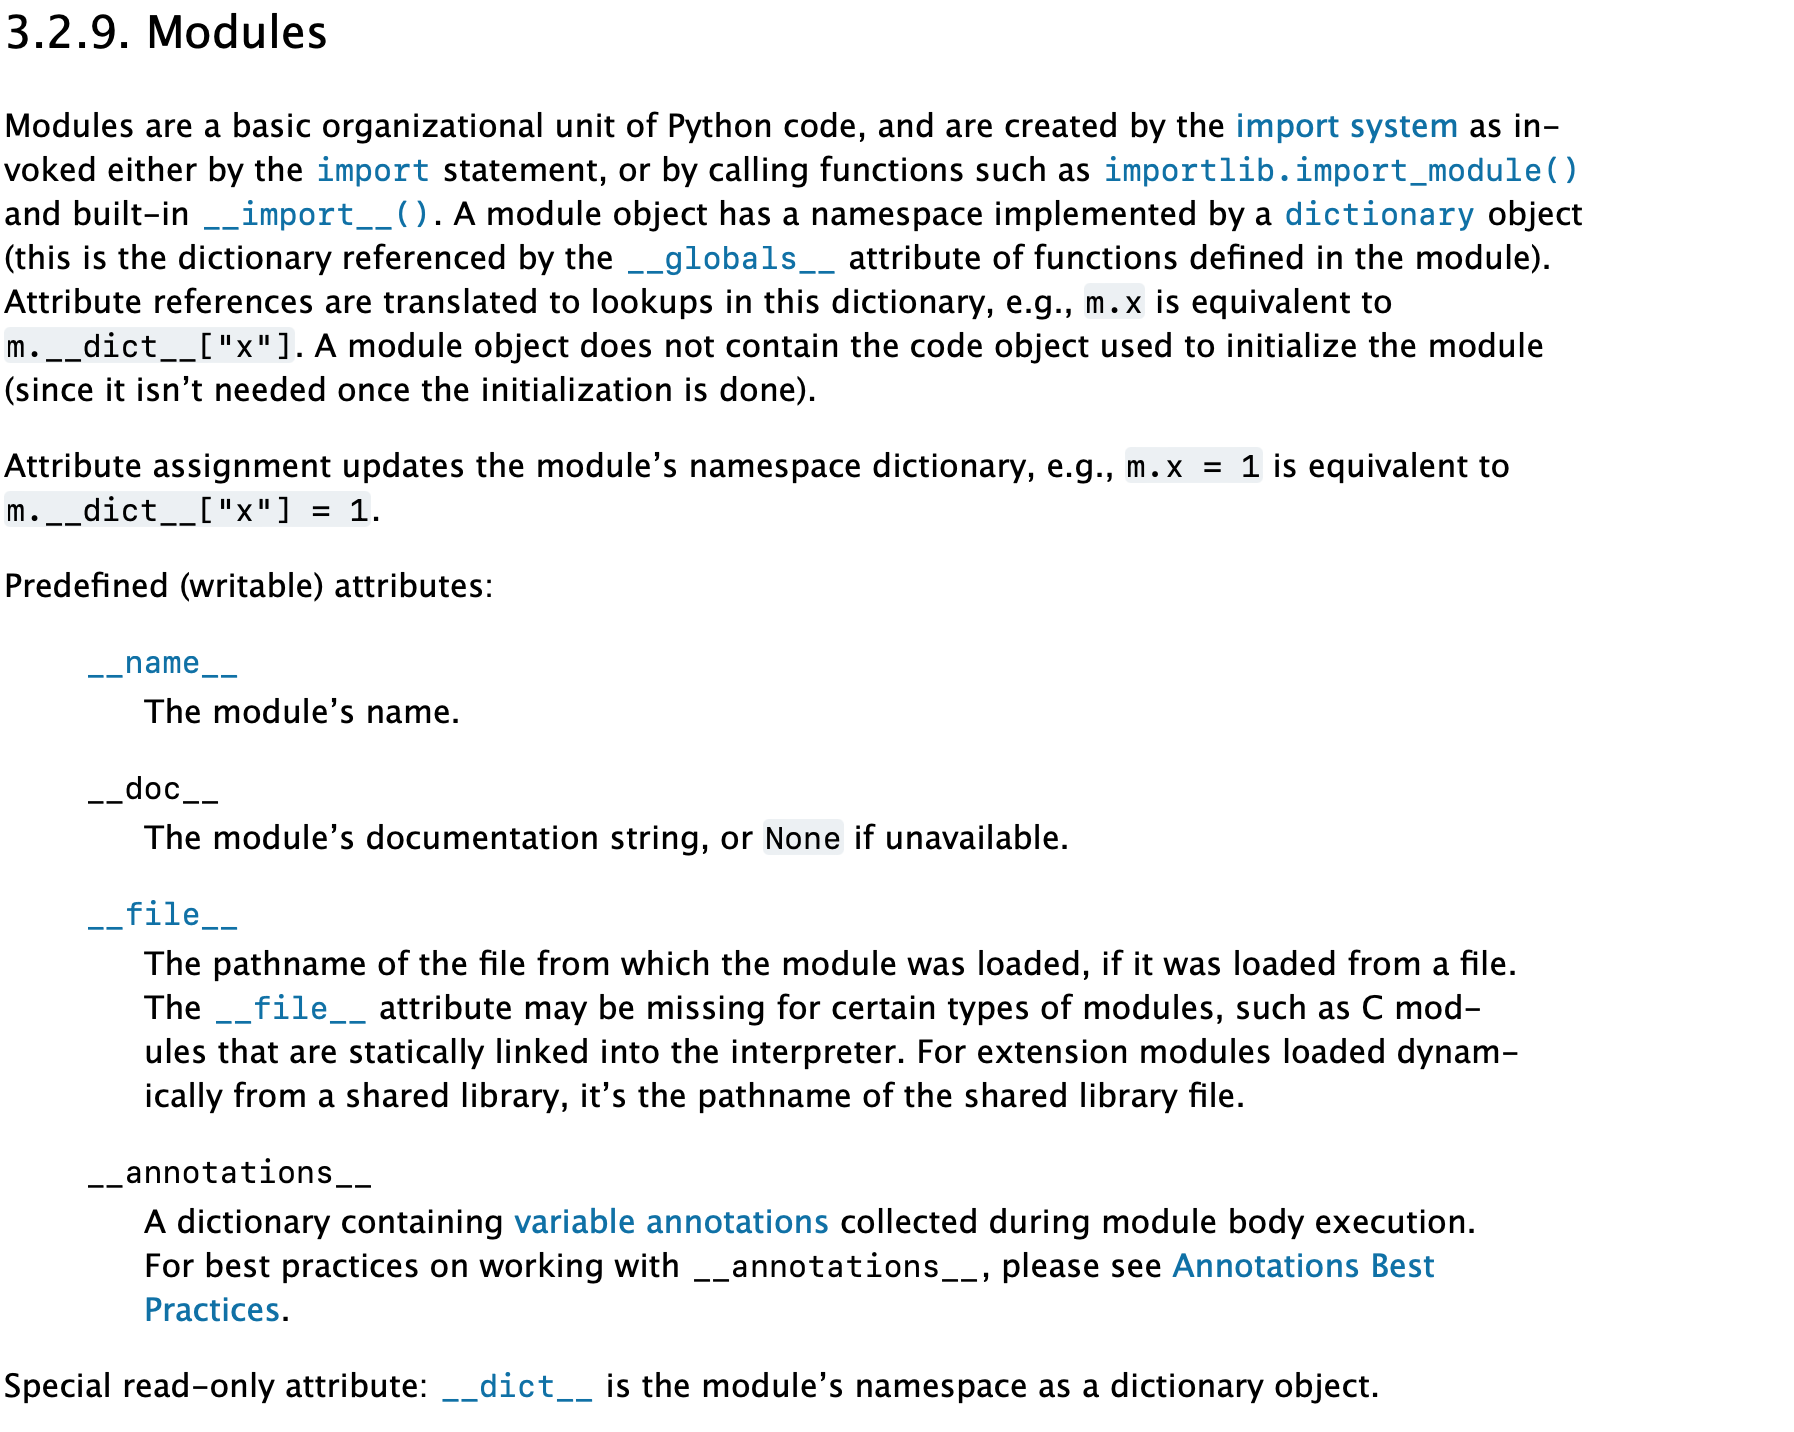 3.2.9. Modules
Modules are a basic organizational unit of Python code, and are created by the import system as in-
voked either by the import statement, or by calling functions such as importlib.import_module()
and built-in __import__(). A module object has a namespace implemented by a dictionary object
(this is the dictionary referenced by the __globals__ attribute of functions defined in the module).
Attribute references are translated to lookups in this dictionary, e.g., m.x is equivalent to
m.__dict__["x"]. A module object does not contain the code object used to initialize the module
(since it isn’t needed once the initialization is done).
Attribute assignment updates the module’s namespace dictionary, e.g., m.x = 1 is equivalent to
m.__dict__["x"] = 1.
Predefined (writable) attributes:
__name__
The module’s name.
__doc__
The module’s documentation string, or None if unavailable.
__file__
The pathname of the file from which the module was loaded, if it was loaded from a file.
The __file__ attribute may be missing for certain types of modules, such as C mod-
ules that are statically linked into the interpreter. For extension modules loaded dynam-
ically from a shared library, it’s the pathname of the shared library file.
__annotations__
A dictionary containing variable annotations collected during module body execution.
For best practices on working with __annotations__, please see Annotations Best
Practices.
Special read-only attribute: __dict__ is the module’s namespace as a dictionary object.